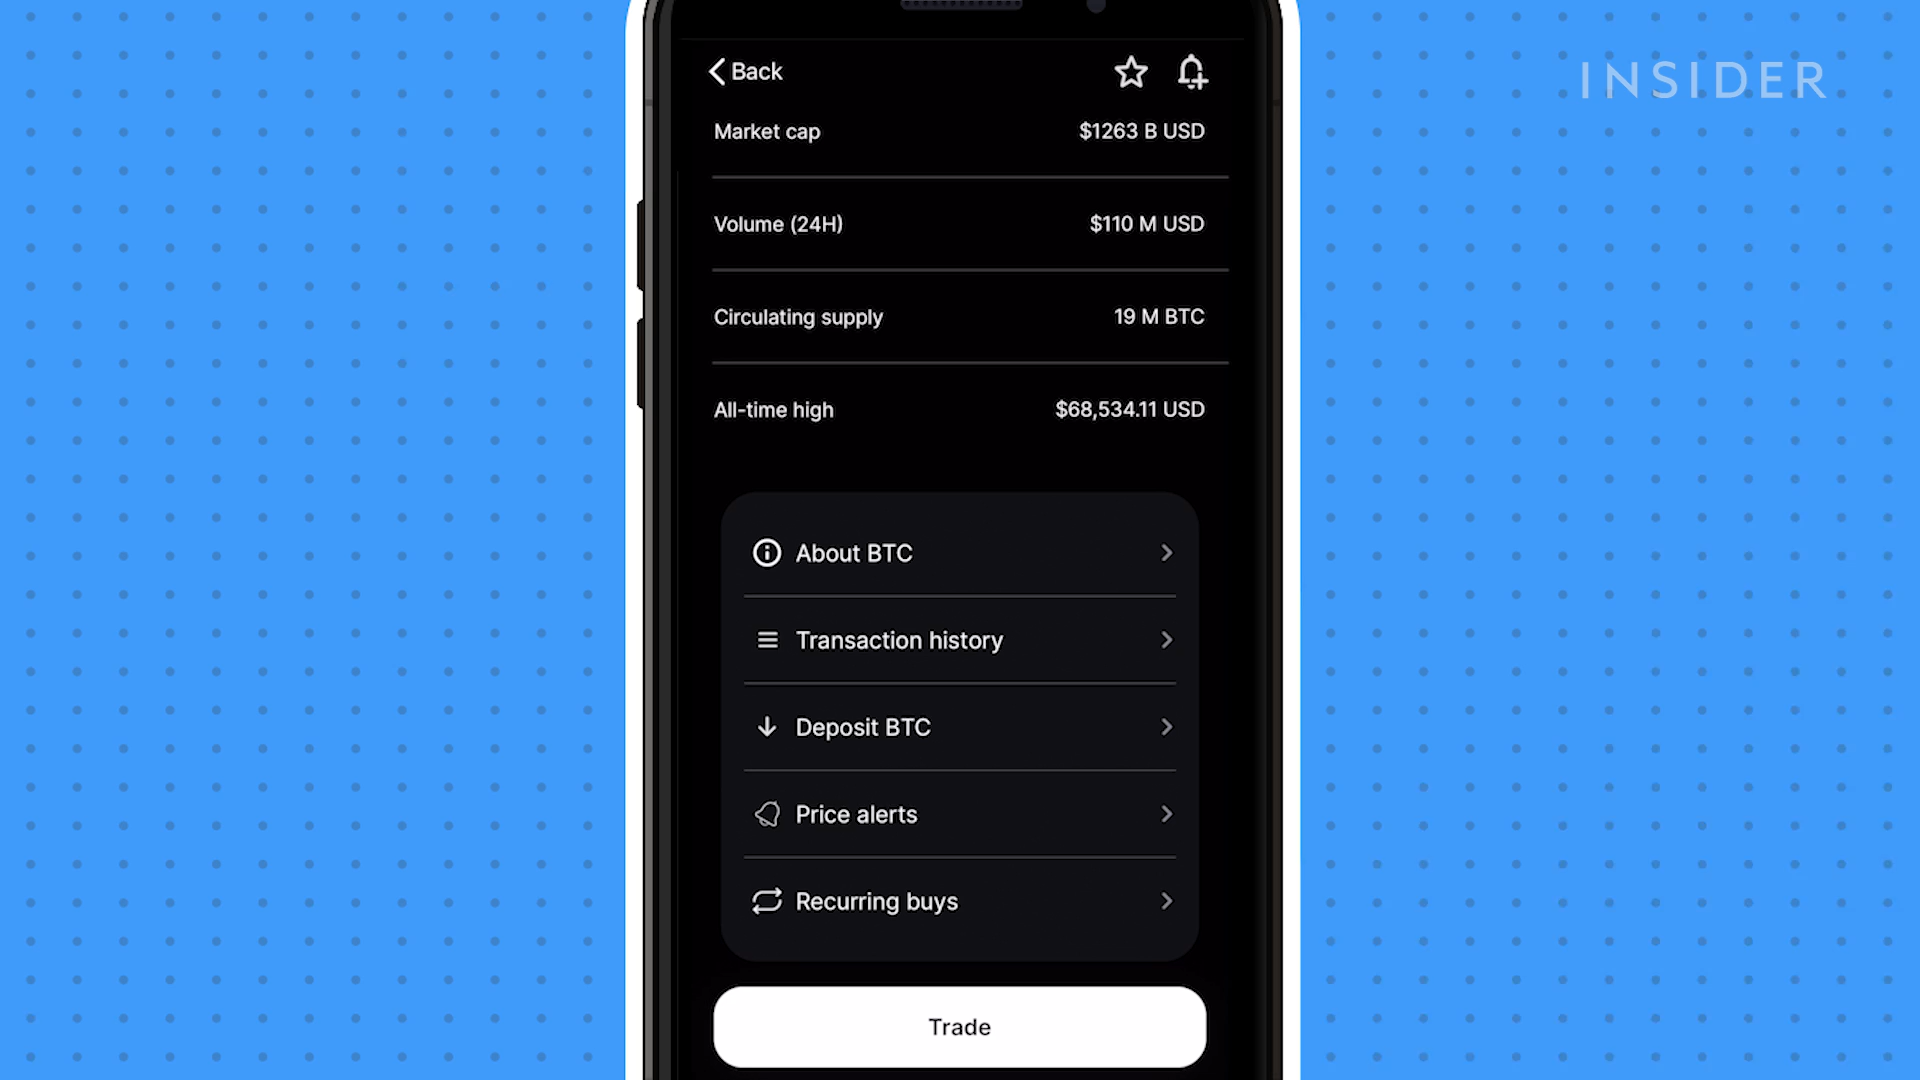 Back
INSIDER
Market cap $1263 B USD
Volume (24H) $110 M USD
Circulating supply 19 M BTC
All-time high $68,534.11 USD
About BTC
Transaction history
Deposit BTC
Price alerts
Recurring buys
Trade